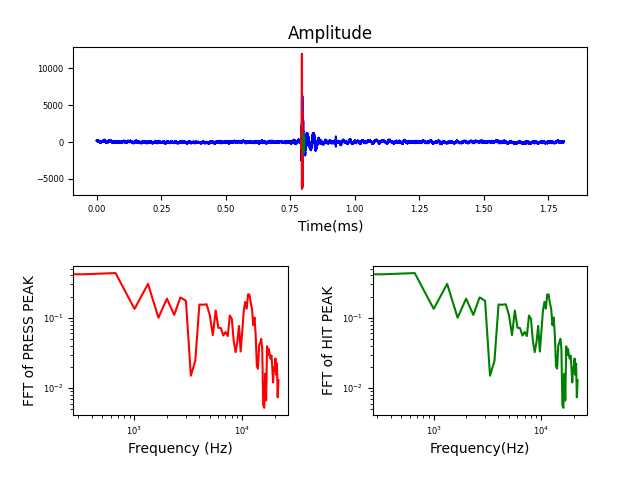 Amplitude
10000
5000
0
−5000
0.00 0.25 0.50 0.75 1.00 1.25 1.50 1.75
Time(ms)
FFT of PRESS PEAK
10⁻¹
10⁻²
10³ 10⁴
Frequency (Hz)
FFT of HIT PEAK
10⁻¹
10⁻²
10³ 10⁴
Frequency(Hz)